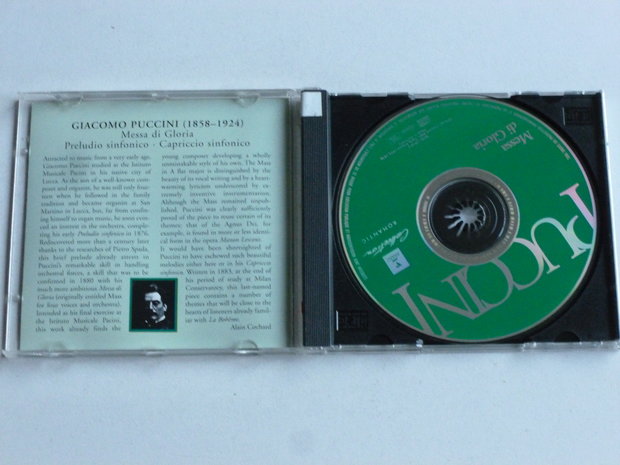 GIACOMO PUCCINI (1858–1924)
Messa di Gloria
Preludio sinfonico · Capriccio sinfonico
Attracted to music from a very early age,
Giacomo Puccini studied at the Istituto
Musicale Pacini in his native city of
Lucca. As the son of a well-known com-
poser and organist, he was still only four-
teen when he followed in the family
tradition and became organist at San
Martino in Lucca, but, far from confin-
ing himself to organ music, he soon evin-
ced an interest in the orchestra, complet-
ing his early Preludio sinfonico in 1876.
Rediscovered more than a century later
thanks to the researches of Pietro Spada,
this brief prelude already attests to
Puccini's remarkable skill in handling
orchestral forces, a skill that was to be
confirmed in 1880 with his
much more ambitious Messa di
Gloria (originally entitled Mass
for four voices and orchestra).
Intended as his final exercise at
the Istituto Musicale Pacini,
this work already finds the
young composer developing a wholly
unmistakable style of his own. The Mass
in A flat major is distinguished by the
beauty of its vocal writing and by a heart-
warming lyricism underscored by ex-
tremely inventive instrumentation.
Although the Mass remained unpub-
lished, Puccini was clearly sufficiently
proud of the piece to reuse certain of its
themes: that of the Agnus Dei, for
example, is found in more or less identi-
cal form in the opera Manon Lescaut.
It would have been shortsighted of
Puccini to have eschewed such beautiful
melodies either here or in his Capriccio
sinfonico. Written in 1883, at the end of
his period of study at Milan
Conservatory, this last-named
piece contains a number of
themes that will be close to the
hearts of listeners already famil-
iar with La Bohème.
Alain Cochard
Messa
di Gloria
PUCCINI
Collection
ROMANTIC